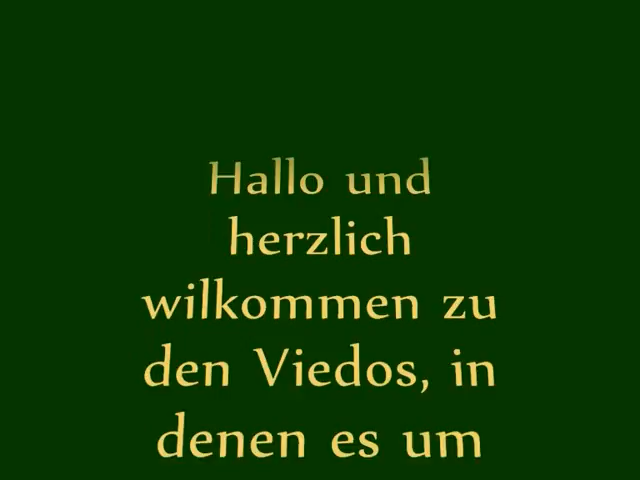 Hallo und
herzlich
wilkommen zu
den Viedos, in
denen es um